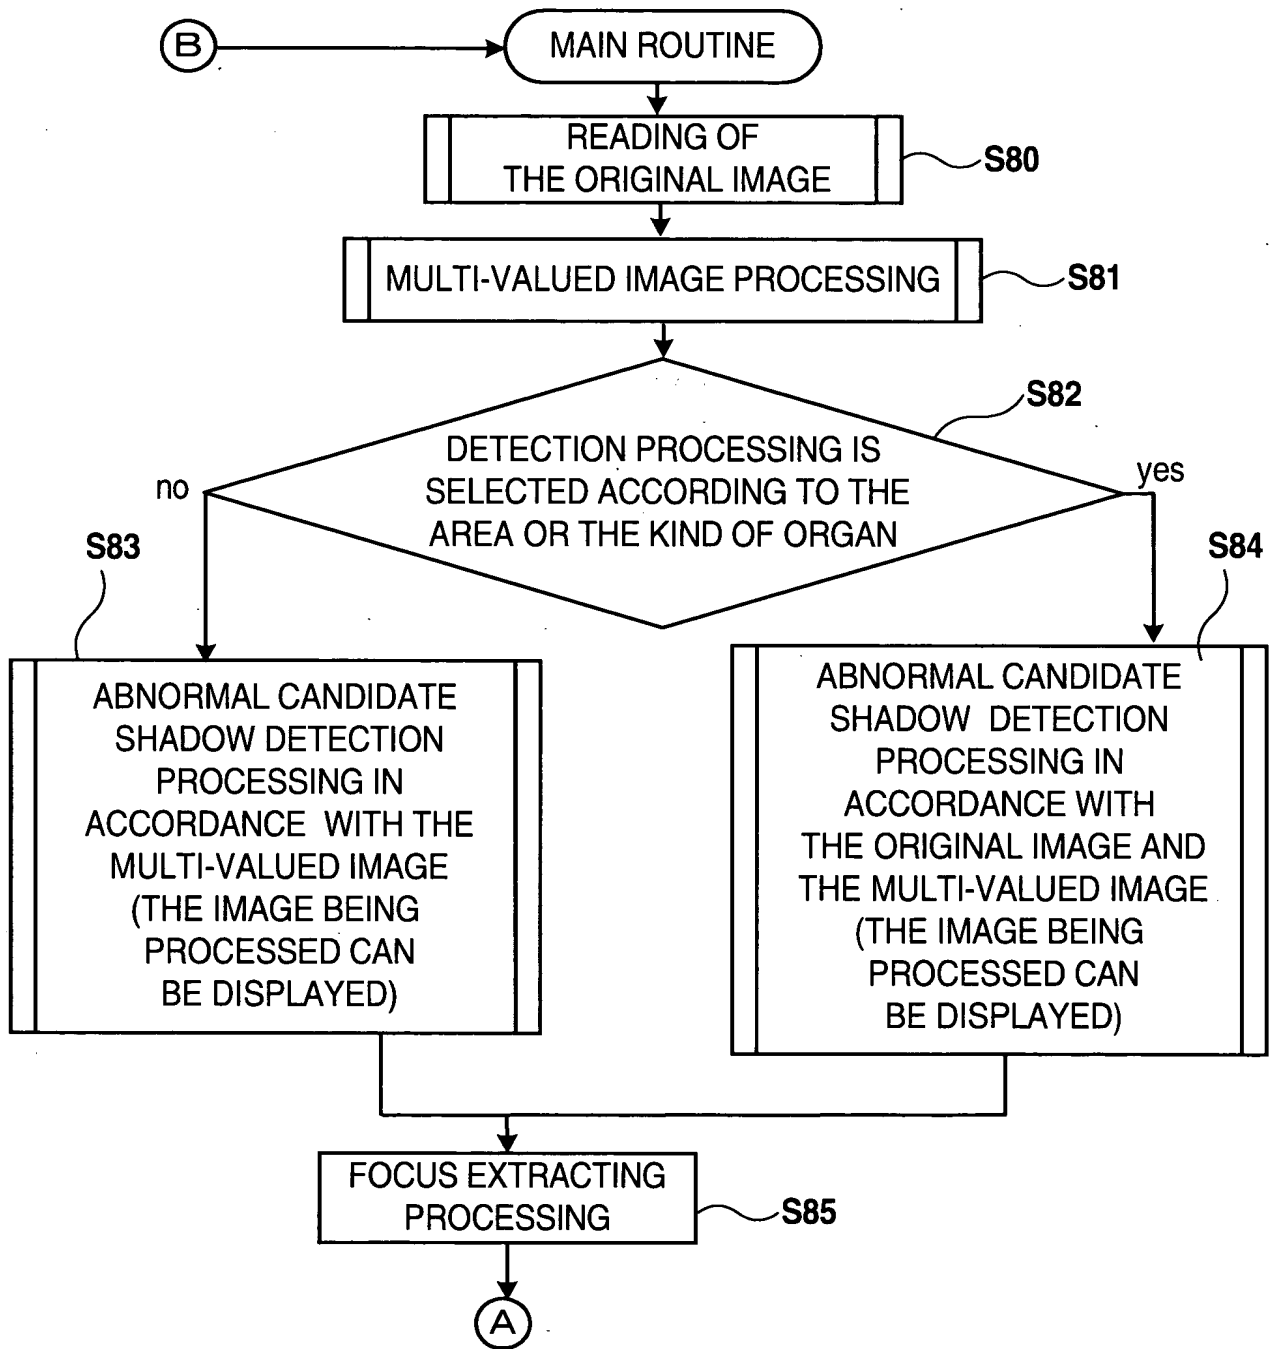 B
MAIN ROUTINE
READING OF
THE ORIGINAL IMAGE
S80
MULTI-VALUED IMAGE PROCESSING
S81
S82
DETECTION PROCESSING IS
SELECTED ACCORDING TO THE
AREA OR THE KIND OF ORGAN
no
yes
S83
S84
ABNORMAL CANDIDATE
SHADOW DETECTION
PROCESSING IN
ACCORDANCE WITH THE
MULTI-VALUED IMAGE
(THE IMAGE BEING
PROCESSED CAN
BE DISPLAYED)
ABNORMAL CANDIDATE
SHADOW DETECTION
PROCESSING IN
ACCORDANCE WITH
THE ORIGINAL IMAGE AND
THE MULTI-VALUED IMAGE
(THE IMAGE BEING
PROCESSED CAN
BE DISPLAYED)
FOCUS EXTRACTING
PROCESSING
S85
A